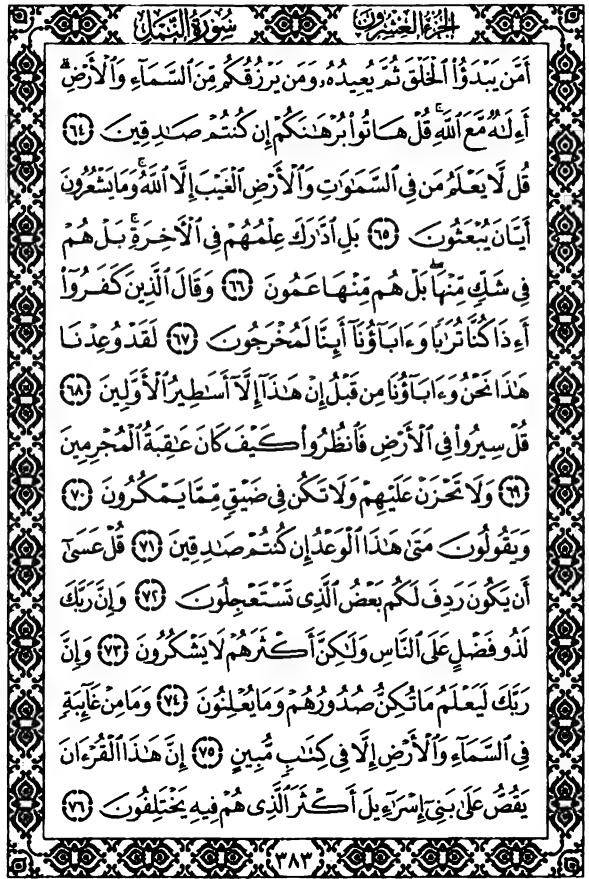 الجزء العشرون
سورة النمل
أَمَّن يَبْدَؤُا۟ ٱلْخَلْقَ ثُمَّ يُعِيدُهُۥ وَمَن يَرْزُقُكُم مِّنَ ٱلسَّمَآءِ وَٱلْأَرْضِ ۗ
أَءِلَـٰهٌ مَّعَ ٱللَّهِ ۚ قُلْ هَاتُوا۟ بُرْهَـٰنَكُمْ إِن كُنتُمْ صَـٰدِقِينَ ٦٤
قُل لَّا يَعْلَمُ مَن فِى ٱلسَّمَـٰوَٰتِ وَٱلْأَرْضِ ٱلْغَيْبَ إِلَّا ٱللَّهُ ۚ وَمَا يَشْعُرُونَ
أَيَّانَ يُبْعَثُونَ ٦٥ بَلِ ٱدَّٰرَكَ عِلْمُهُمْ فِى ٱلْـَٔاخِرَةِ ۚ بَلْ هُمْ
فِى شَكٍّ مِّنْهَا ۖ بَلْ هُم مِّنْهَا عَمُونَ ٦٦ وَقَالَ ٱلَّذِينَ كَفَرُوٓا۟
أَءِذَا كُنَّا تُرَٰبًا وَءَابَآؤُنَآ أَئِنَّا لَمُخْرَجُونَ ٦٧ لَقَدْ وُعِدْنَا
هَـٰذَا نَحْنُ وَءَابَآؤُنَا مِن قَبْلُ إِنْ هَـٰذَآ إِلَّآ أَسَـٰطِيرُ ٱلْأَوَّلِينَ ٦٨
قُلْ سِيرُوا۟ فِى ٱلْأَرْضِ فَٱنظُرُوا۟ كَيْفَ كَانَ عَـٰقِبَةُ ٱلْمُجْرِمِينَ
٦٩ وَلَا تَحْزَنْ عَلَيْهِمْ وَلَا تَكُن فِى ضَيْقٍ مِّمَّا يَمْكُرُونَ ٧٠
وَيَقُولُونَ مَتَىٰ هَـٰذَا ٱلْوَعْدُ إِن كُنتُمْ صَـٰدِقِينَ ٧١ قُلْ عَسَىٰٓ
أَن يَكُونَ رَدِفَ لَكُم بَعْضُ ٱلَّذِى تَسْتَعْجِلُونَ ٧٢ وَإِنَّ رَبَّكَ
لَذُو فَضْلٍ عَلَى ٱلنَّاسِ وَلَـٰكِنَّ أَكْثَرَهُمْ لَا يَشْكُرُونَ ٧٣ وَإِنَّ
رَبَّكَ لَيَعْلَمُ مَا تُكِنُّ صُدُورُهُمْ وَمَا يُعْلِنُونَ ٧٤ وَمَا مِنْ غَآئِبَةٍ
فِى ٱلسَّمَآءِ وَٱلْأَرْضِ إِلَّا فِى كِتَـٰبٍ مُّبِينٍ ٧٥ إِنَّ هَـٰذَا ٱلْقُرْءَانَ
يَقُصُّ عَلَىٰ بَنِىٓ إِسْرَٰٓءِيلَ أَكْثَرَ ٱلَّذِى هُمْ فِيهِ يَخْتَلِفُونَ ٧٦
٣٨٣